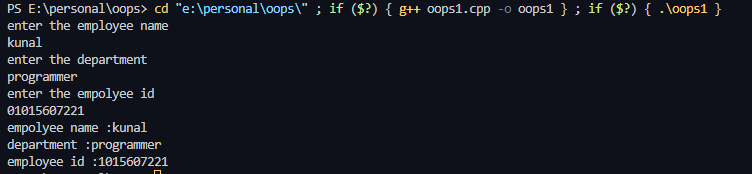 PS E:\personal\oops> cd "e:\personal\oops\" ; if ($?) { g++ oops1.cpp -o oops1 } ; if ($?) { .\oops1 }
enter the employee name
kunal
enter the department
programmer
enter the empolyee id
01015607221
empolyee name :kunal
department :programmer
employee id :1015607221